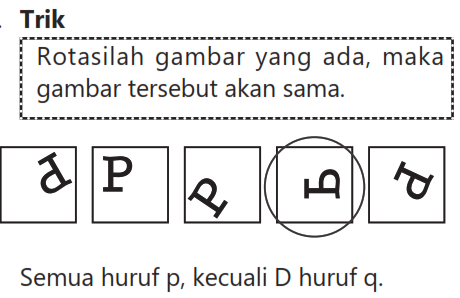 Trik
Rotasilah gambar yang ada, maka
gambar tersebut akan sama.
p p p q p
Semua huruf p, kecuali D huruf q.